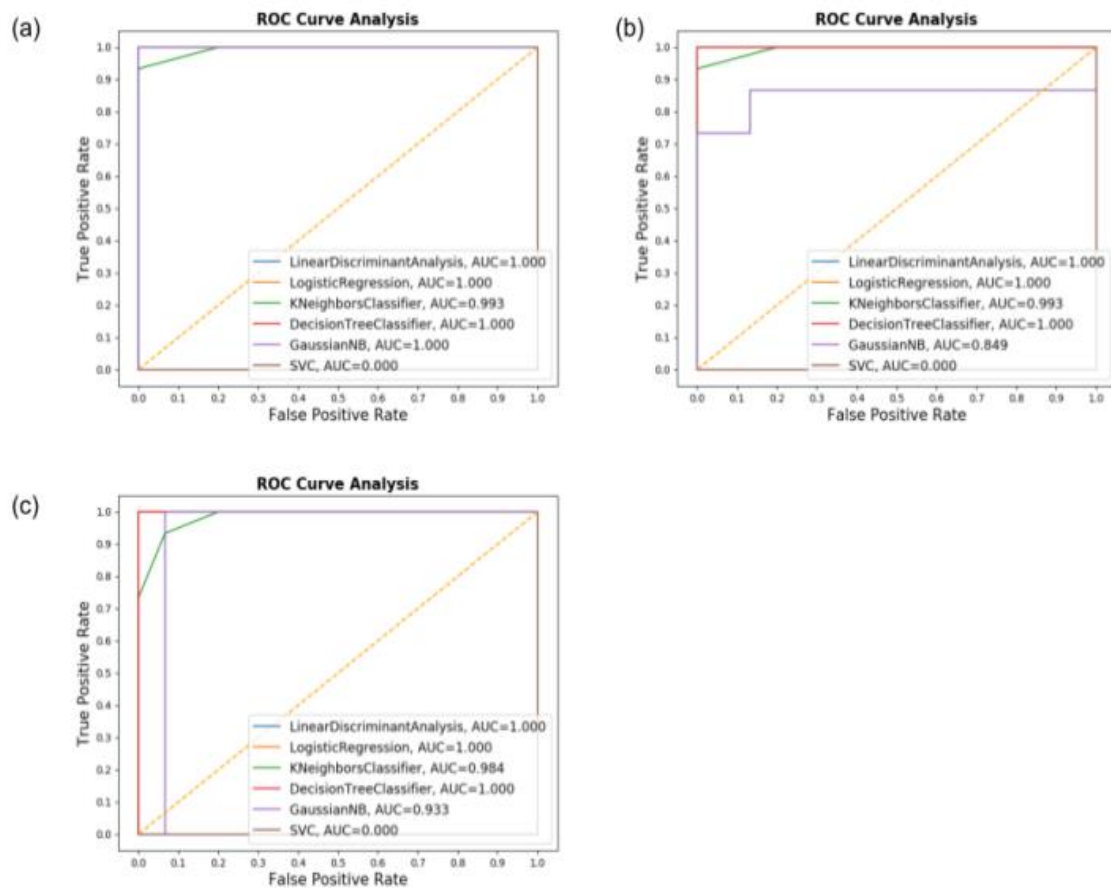 (a)
ROC Curve Analysis
True Positive Rate
1.0
0.9
0.8
0.7
0.6
0.5
0.4
0.3
0.2
0.1
0.0
LinearDiscriminantAnalysis, AUC=1.000
LogisticRegression, AUC=1.000
KNeighborsClassifier, AUC=0.993
DecisionTreeClassifier, AUC=1.000
GaussianNB, AUC=1.000
SVC, AUC=0.000
0.0 0.1 0.2 0.3 0.4 0.5 0.6 0.7 0.8 0.9 1.0
False Positive Rate
(b)
ROC Curve Analysis
True Positive Rate
1.0
0.9
0.8
0.7
0.6
0.5
0.4
0.3
0.2
0.1
0.0
LinearDiscriminantAnalysis, AUC=1.000
LogisticRegression, AUC=1.000
KNeighborsClassifier, AUC=0.993
DecisionTreeClassifier, AUC=1.000
GaussianNB, AUC=0.849
SVC, AUC=0.000
0.0 0.1 0.2 0.3 0.4 0.5 0.6 0.7 0.8 0.9 1.0
False Positive Rate
(c)
ROC Curve Analysis
True Positive Rate
1.0
0.9
0.8
0.7
0.6
0.5
0.4
0.3
0.2
0.1
0.0
LinearDiscriminantAnalysis, AUC=1.000
LogisticRegression, AUC=1.000
KNeighborsClassifier, AUC=0.984
DecisionTreeClassifier, AUC=1.000
GaussianNB, AUC=0.933
SVC, AUC=0.000
0.0 0.1 0.2 0.3 0.4 0.5 0.6 0.7 0.8 0.9 1.0
False Positive Rate